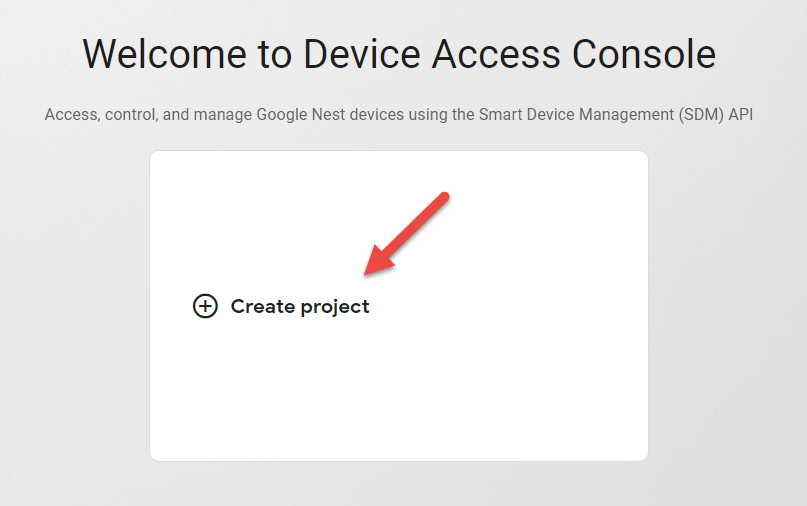 Welcome to Device Access Console
Access, control, and manage Google Nest devices using the Smart Device Management (SDM) API
Create project